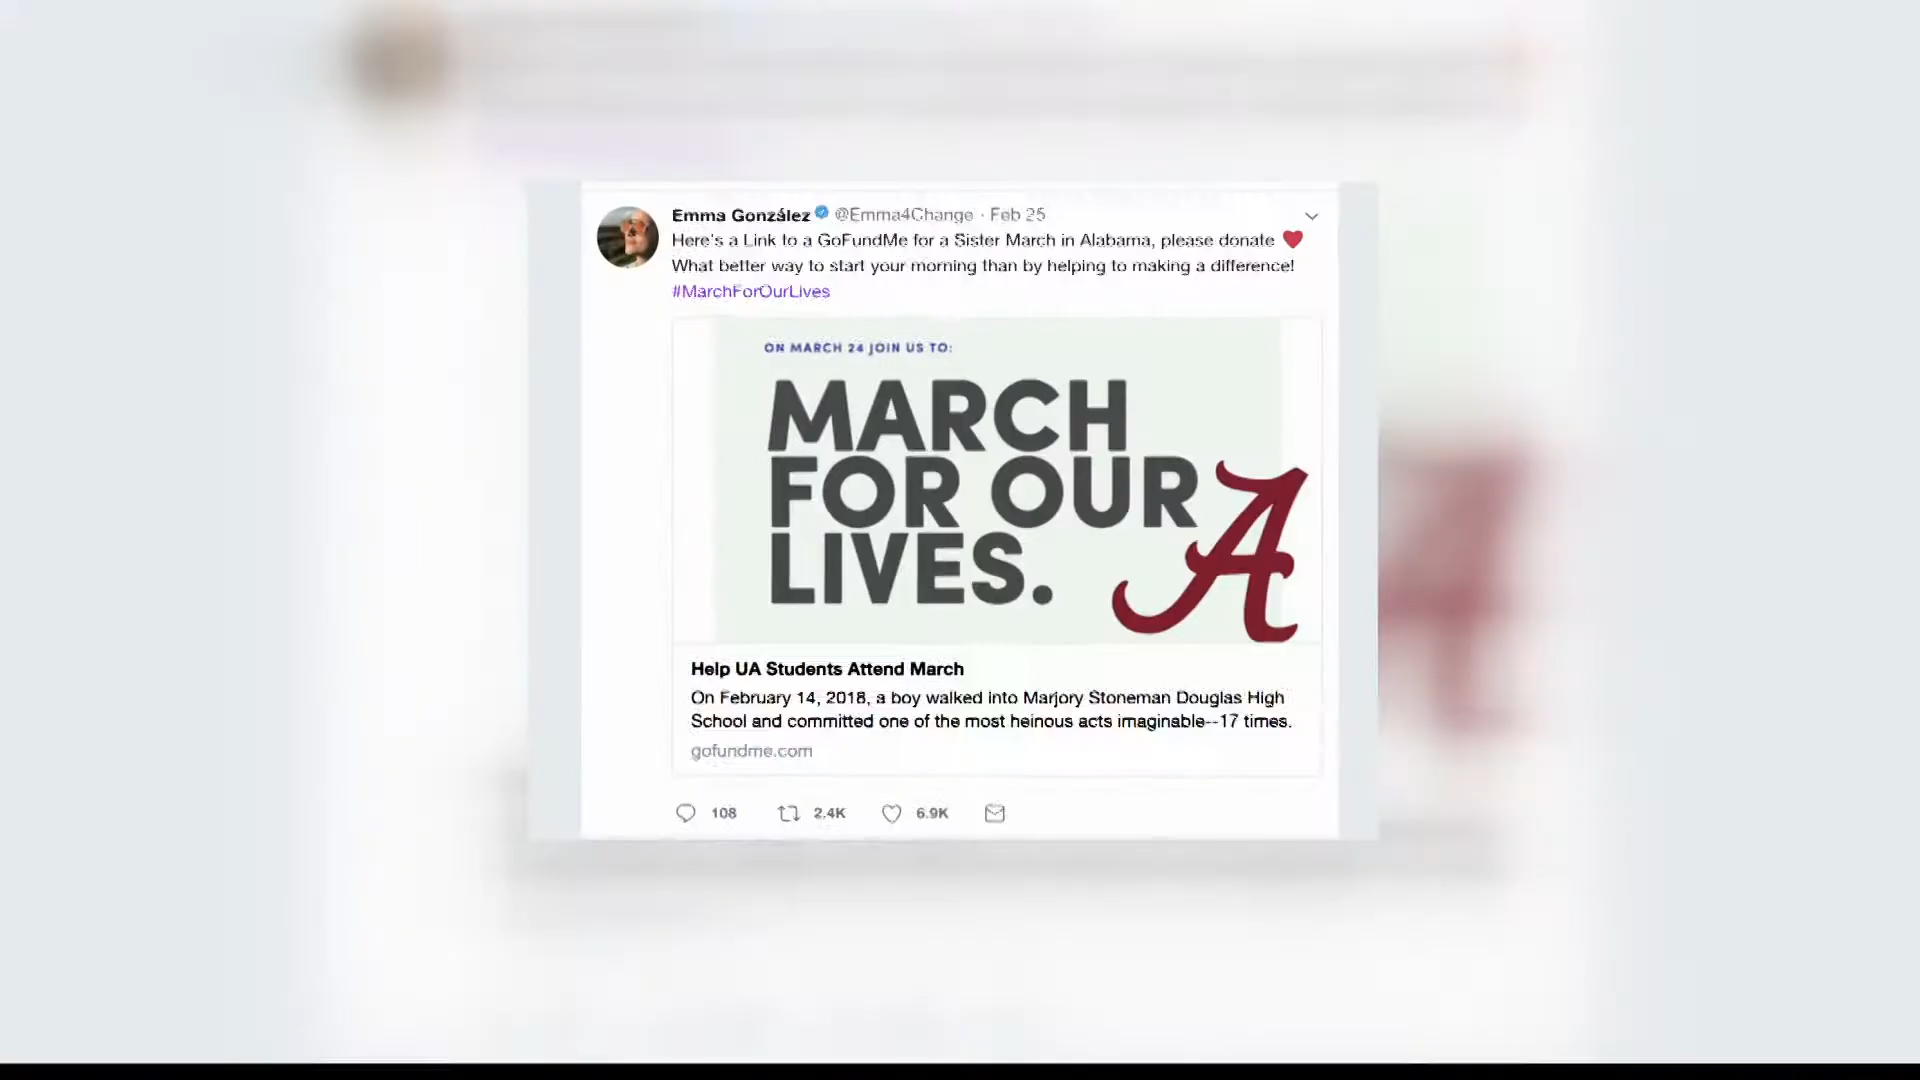 Emma González @Emma4Change · Feb 25
Here's a Link to a GoFundMe for a Sister March in Alabama, please donate ❤️
What better way to start your morning than by helping to making a difference!
#MarchForOurLives
ON MARCH 24 JOIN US TO:
MARCH
FOR OUR
LIVES.
A
Help UA Students Attend March
On February 14, 2018, a boy walked into Marjory Stoneman Douglas High
School and committed one of the most heinous acts imaginable--17 times.
gofundme.com
108 2.4K 6.9K